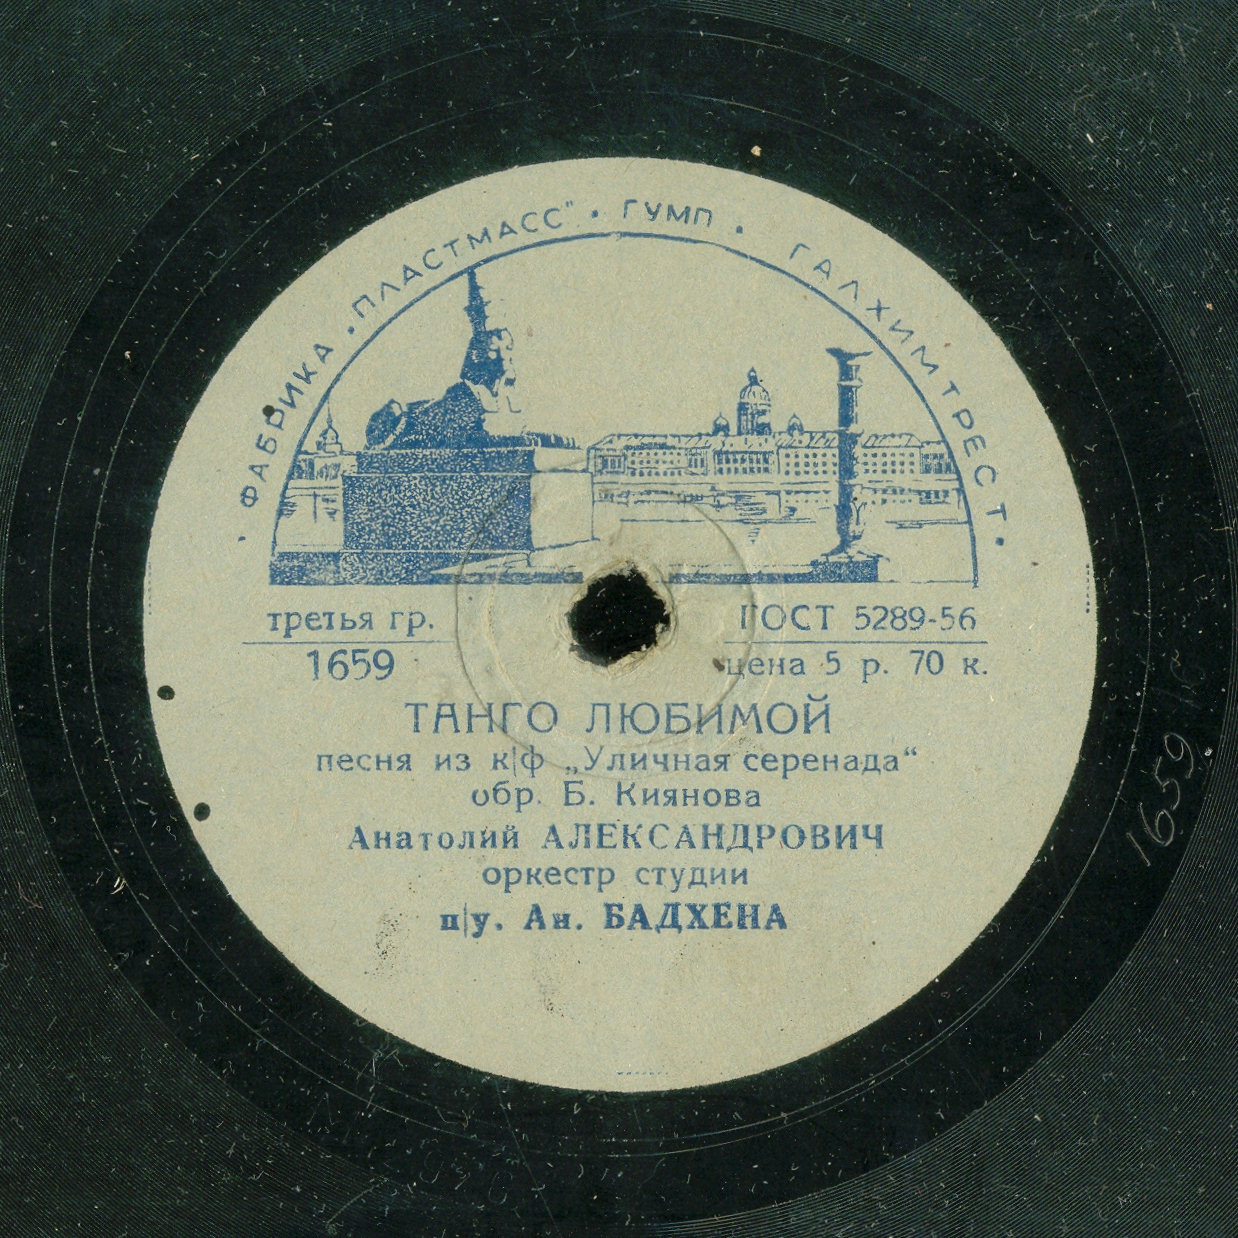 ФАБРИКА • „ПЛАСТМАСС“ • ГУМП • ГАЛХИМТРЕСТ •
третья гр.
1659
ГОСТ 5289-56
цена 5 р. 70 к.
ТАНГО ЛЮБИМОЙ
песня из к|ф „Уличная серенада“
обр. Б. Киянова
Анатолий АЛЕКСАНДРОВИЧ
оркестр студии
п|у. Ан. БАДХЕНА
1659